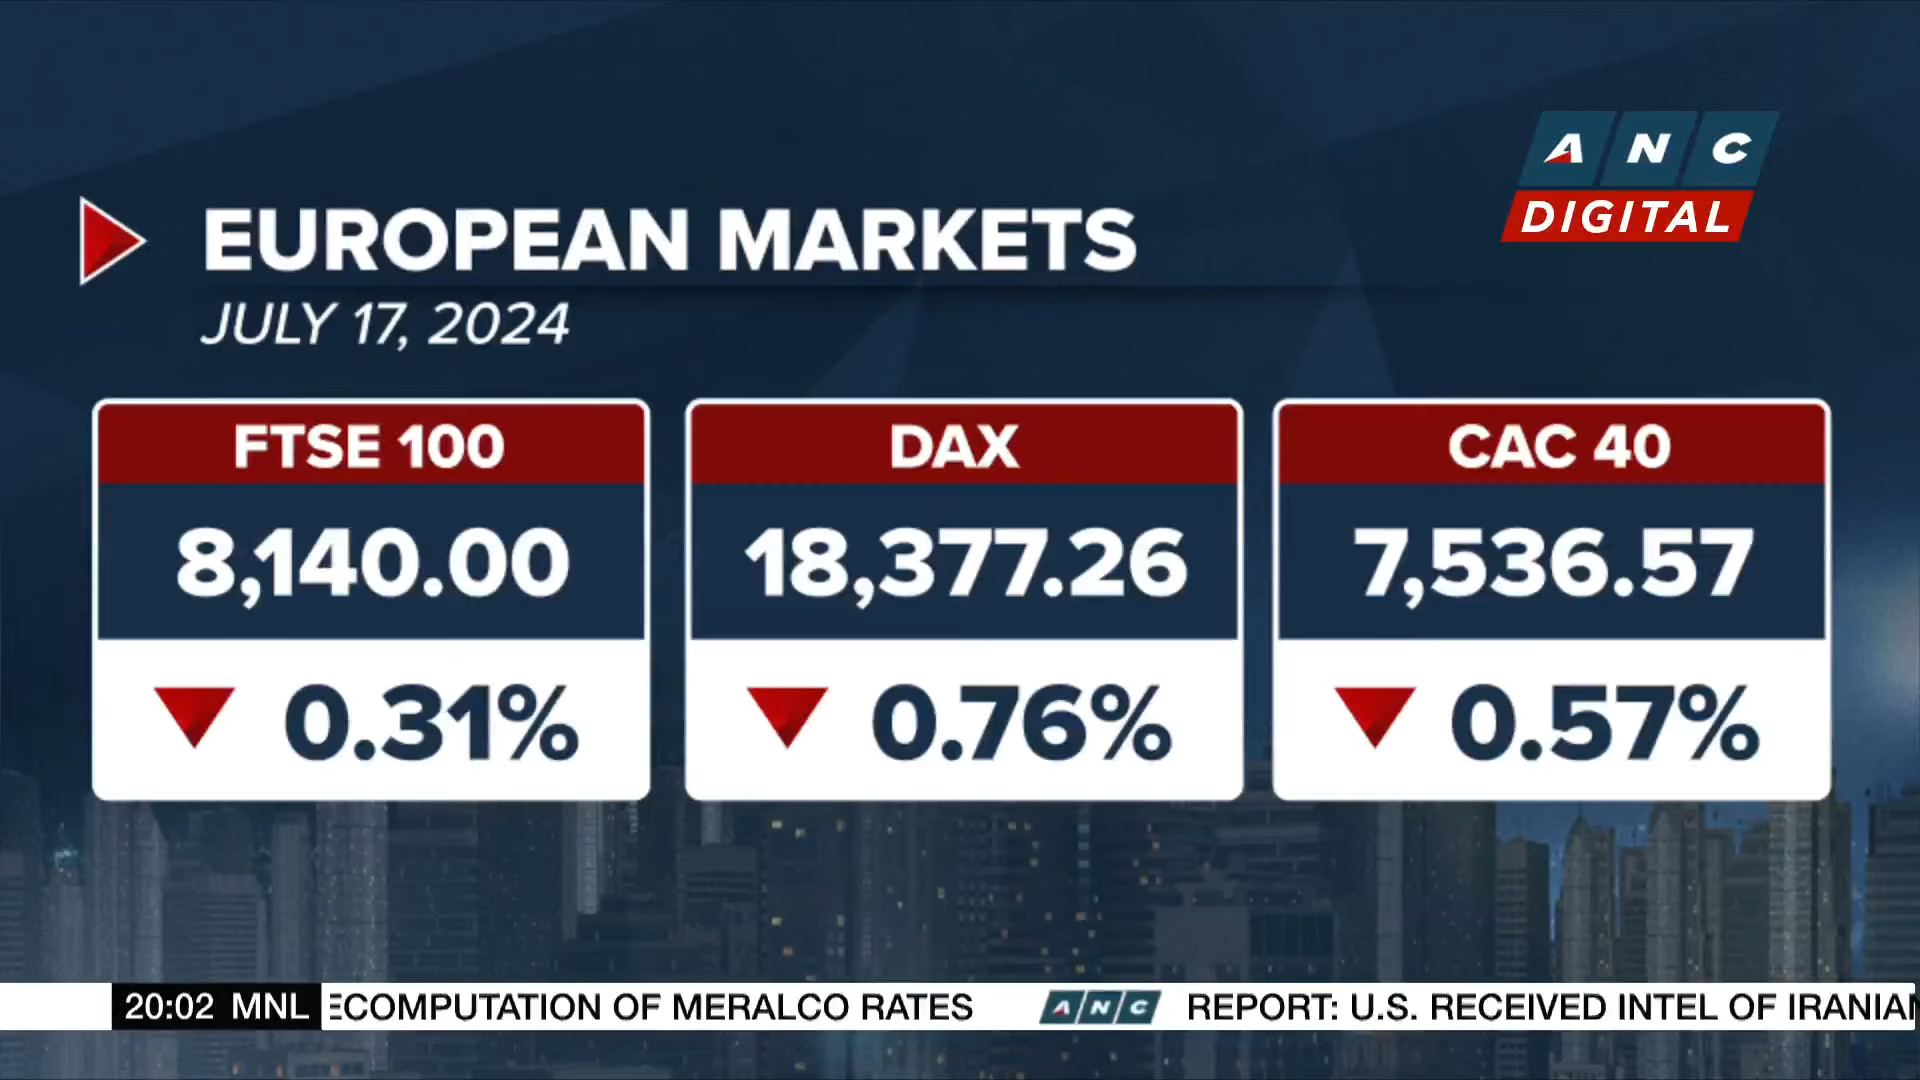 ANC
DIGITAL
EUROPEAN MARKETS
JULY 17, 2024
FTSE 100
8,140.00
0.31%
DAX
18,377.26
0.76%
CAC 40
7,536.57
0.57%
20:02 MNL ECOMPUTATION OF MERALCO RATES ANC REPORT: U.S. RECEIVED INTEL OF IRANIAN